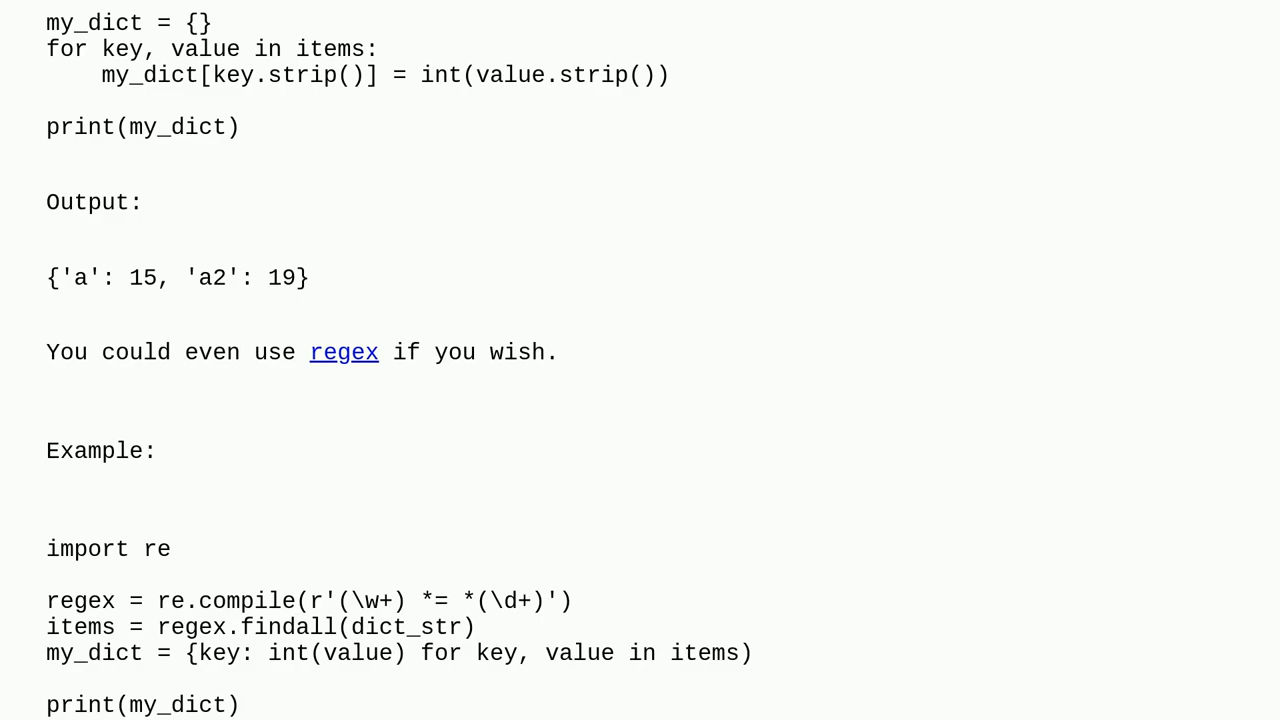 my_dict = {}
for key, value in items:
    my_dict[key.strip()] = int(value.strip())
print(my_dict)
Output:
{'a': 15, 'a2': 19}
You could even use regex if you wish.
Example:
import re
regex = re.compile(r'(\w+) *= *(\d+)')
items = regex.findall(dict_str)
my_dict = {key: int(value) for key, value in items)
print(my_dict)